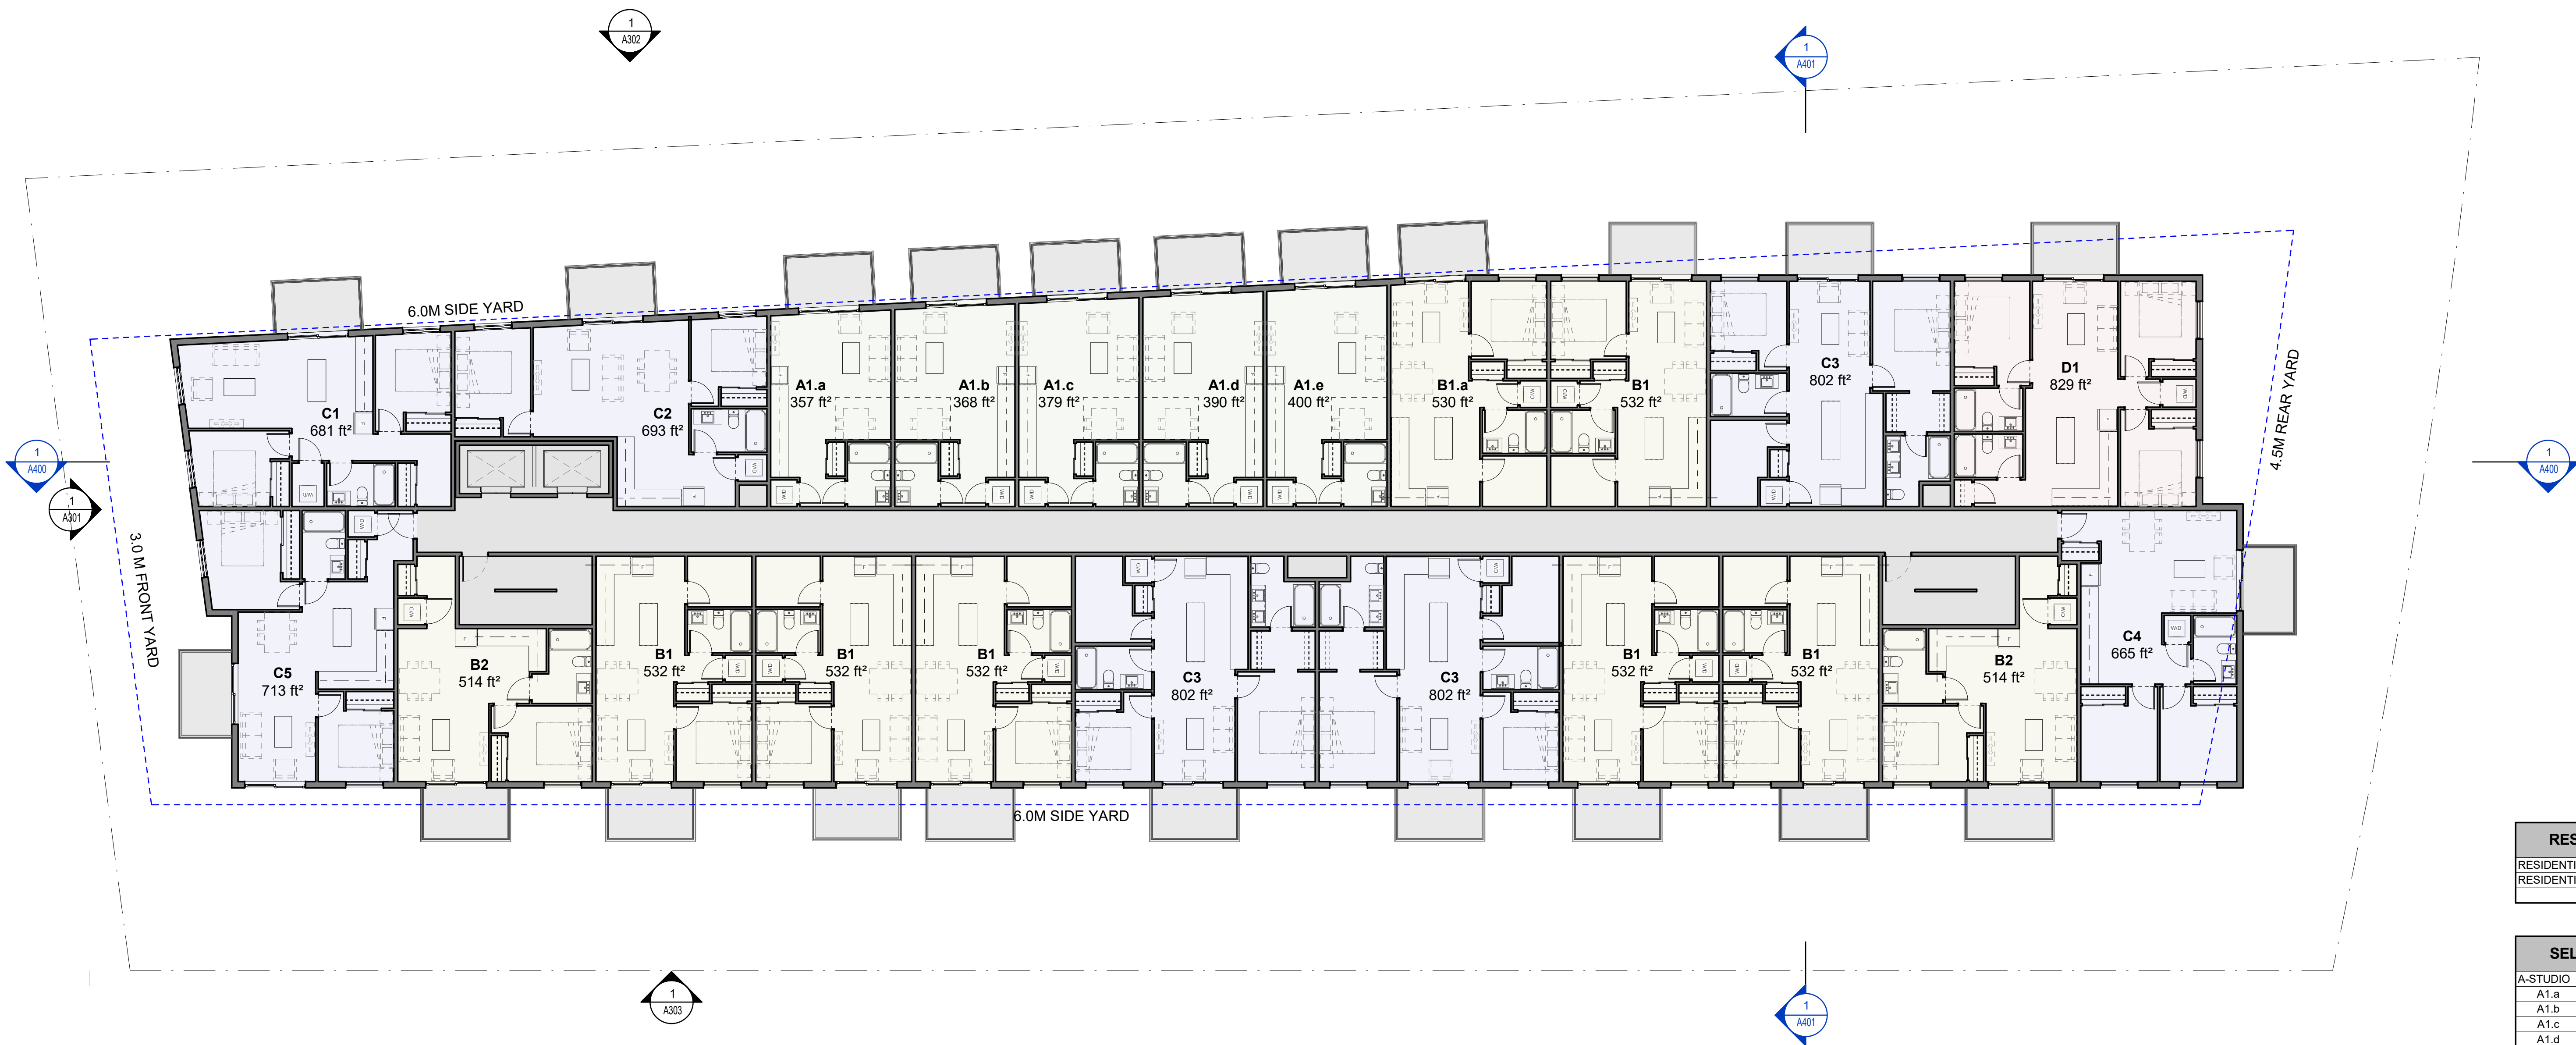 1
A302
1
A401
6.0M SIDE YARD
4.5M REAR YARD
3.0 M FRONT YARD
6.0M SIDE YARD
1
A400
1
A301
1
A400
C1
681 ft²
C2
693 ft²
A1.a
357 ft²
A1.b
368 ft²
A1.c
379 ft²
A1.d
390 ft²
A1.e
400 ft²
B1.a
530 ft²
B1
532 ft²
C3
802 ft²
D1
829 ft²
C5
713 ft²
B2
514 ft²
B1
532 ft²
B1
532 ft²
B1
532 ft²
C3
802 ft²
C3
802 ft²
B1
532 ft²
B1
532 ft²
B2
514 ft²
C4
665 ft²
1
A303
1
A401
RES
RESIDENTI
RESIDENTI
SEL
A-STUDIO
A1.a
A1.b
A1.c
A1.d